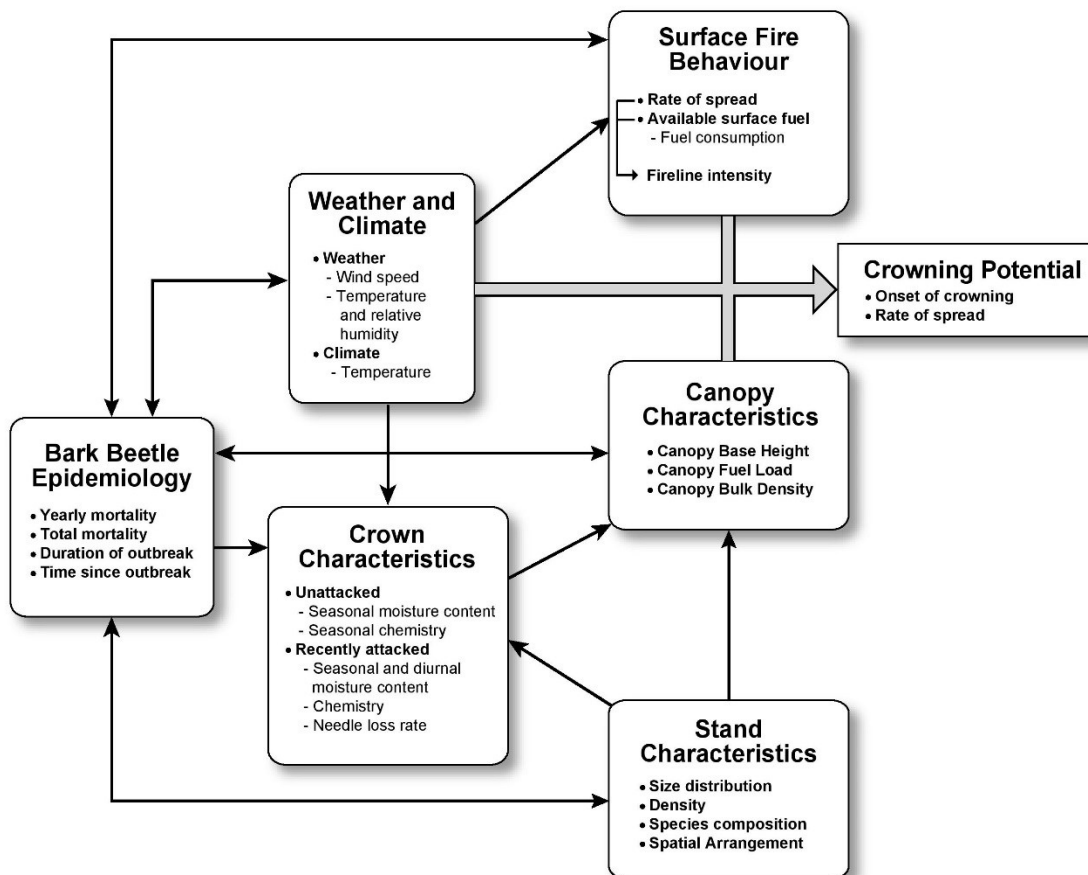 Surface Fire
Behaviour
• Rate of spread
• Available surface fuel
- Fuel consumption
Fireline intensity
Weather and
Climate
• Weather
- Wind speed
- Temperature
and relative
humidity
• Climate
- Temperature
Crowning Potential
• Onset of crowning
• Rate of spread
Canopy
Characteristics
• Canopy Base Height
• Canopy Fuel Load
• Canopy Bulk Density
Bark Beetle
Epidemiology
• Yearly mortality
• Total mortality
• Duration of outbreak
• Time since outbreak
Crown
Characteristics
• Unattacked
- Seasonal moisture content
- Seasonal chemistry
• Recently attacked
- Seasonal and diurnal
moisture content
- Chemistry
- Needle loss rate
Stand
Characteristics
• Size distribution
• Density
• Species composition
• Spatial Arrangement